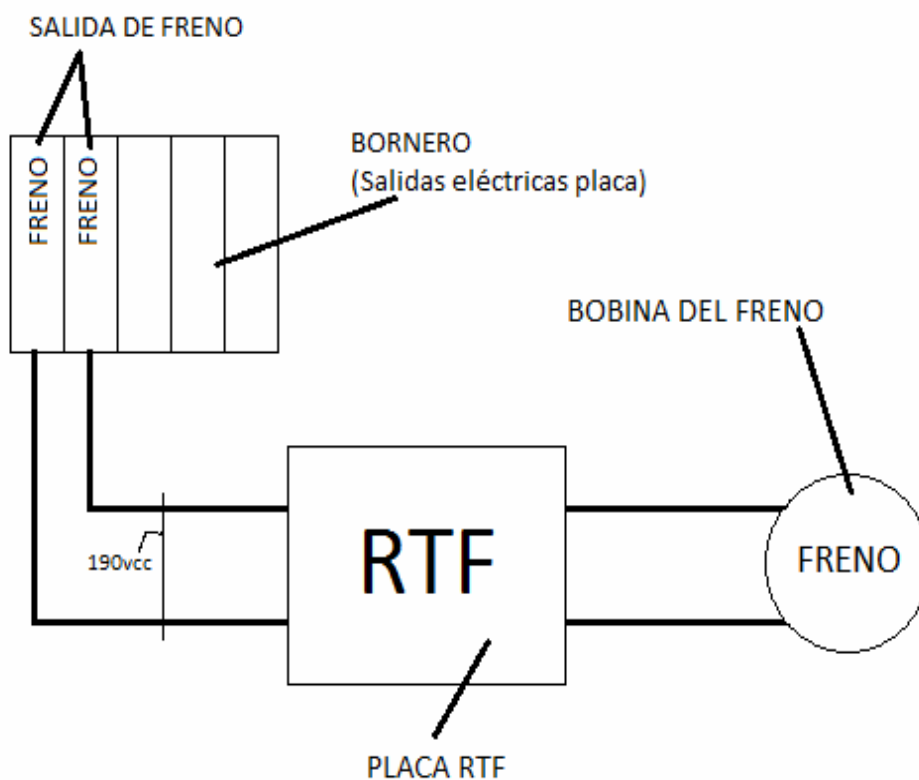 SALIDA DE FRENO
FRENO
FRENO
BORNERO
(Salidas eléctricas placa)
BOBINA DEL FRENO
190vcc
RTF
FRENO
PLACA RTF